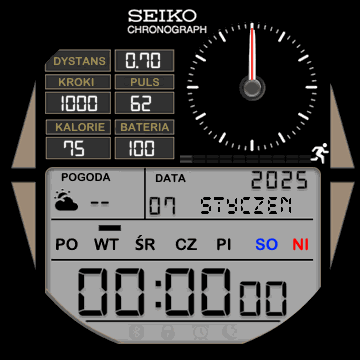 SEIKO
CHRONOGRAPH
DYSTANS 0.70
KROKI PULS
1000 62
KALORIE BATERIA
75 100
POGODA DATA 2025
-- 07 STYCZEN
PO WT ŚR CZ PI SO NI
00:00 00